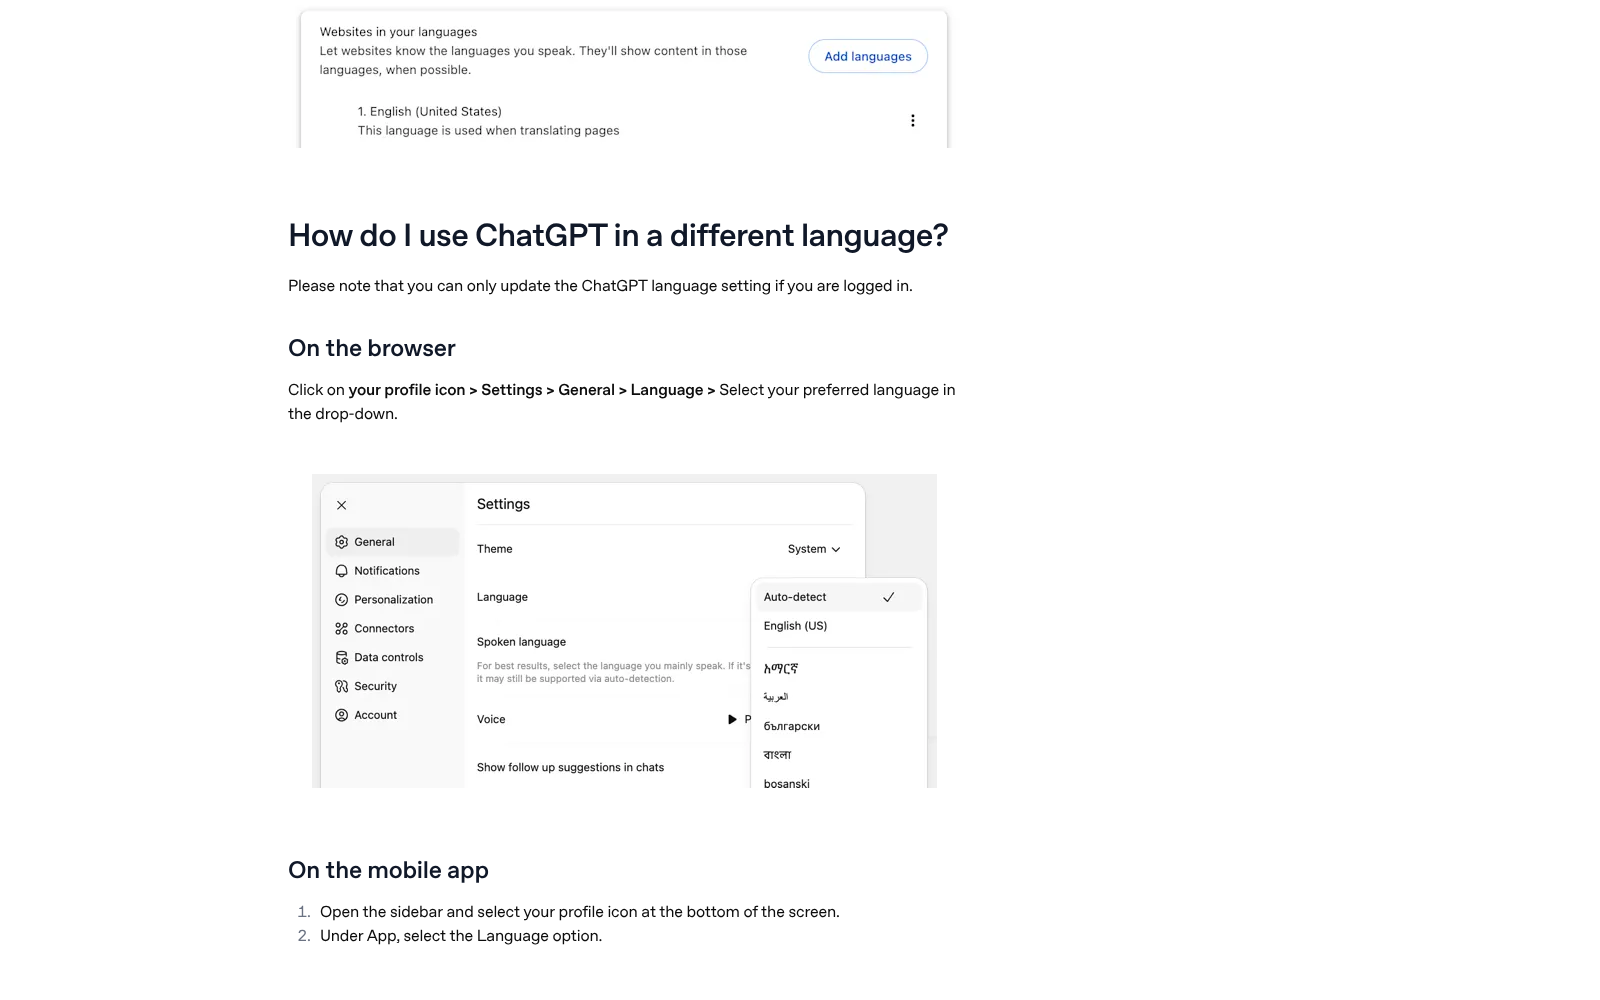 Websites in your languages
Let websites know the languages you speak. They'll show content in those
languages, when possible.
Add languages
1. English (United States)
This language is used when translating pages
How do I use ChatGPT in a different language?
Please note that you can only update the ChatGPT language setting if you are logged in.
On the browser
Click on your profile icon > Settings > General > Language > Select your preferred language in
the drop-down.
Settings
General
Notifications
Personalization
Connectors
Data controls
Security
Account
Theme
System
Language
Spoken language
For best results, select the language you mainly speak. If it's
it may still be supported via auto-detection.
Voice
P
Show follow up suggestions in chats
Auto-detect
English (US)
አማርኛ
العربية
български
বাংলা
bosanski
On the mobile app
1. Open the sidebar and select your profile icon at the bottom of the screen.
2. Under App, select the Language option.